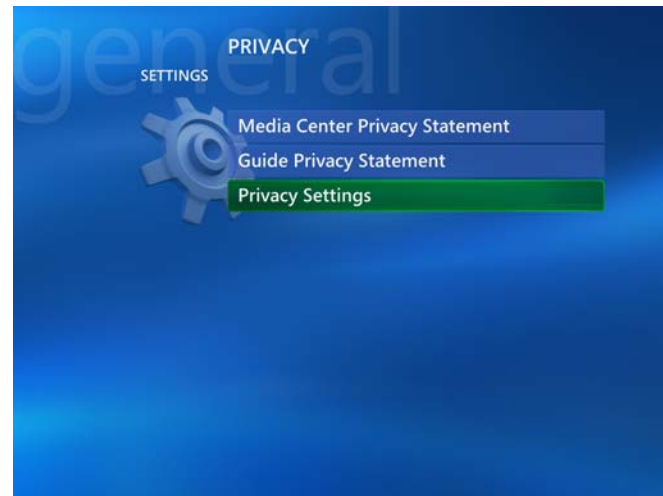 general
PRIVACY
SETTINGS
Media Center Privacy Statement
Guide Privacy Statement
Privacy Settings